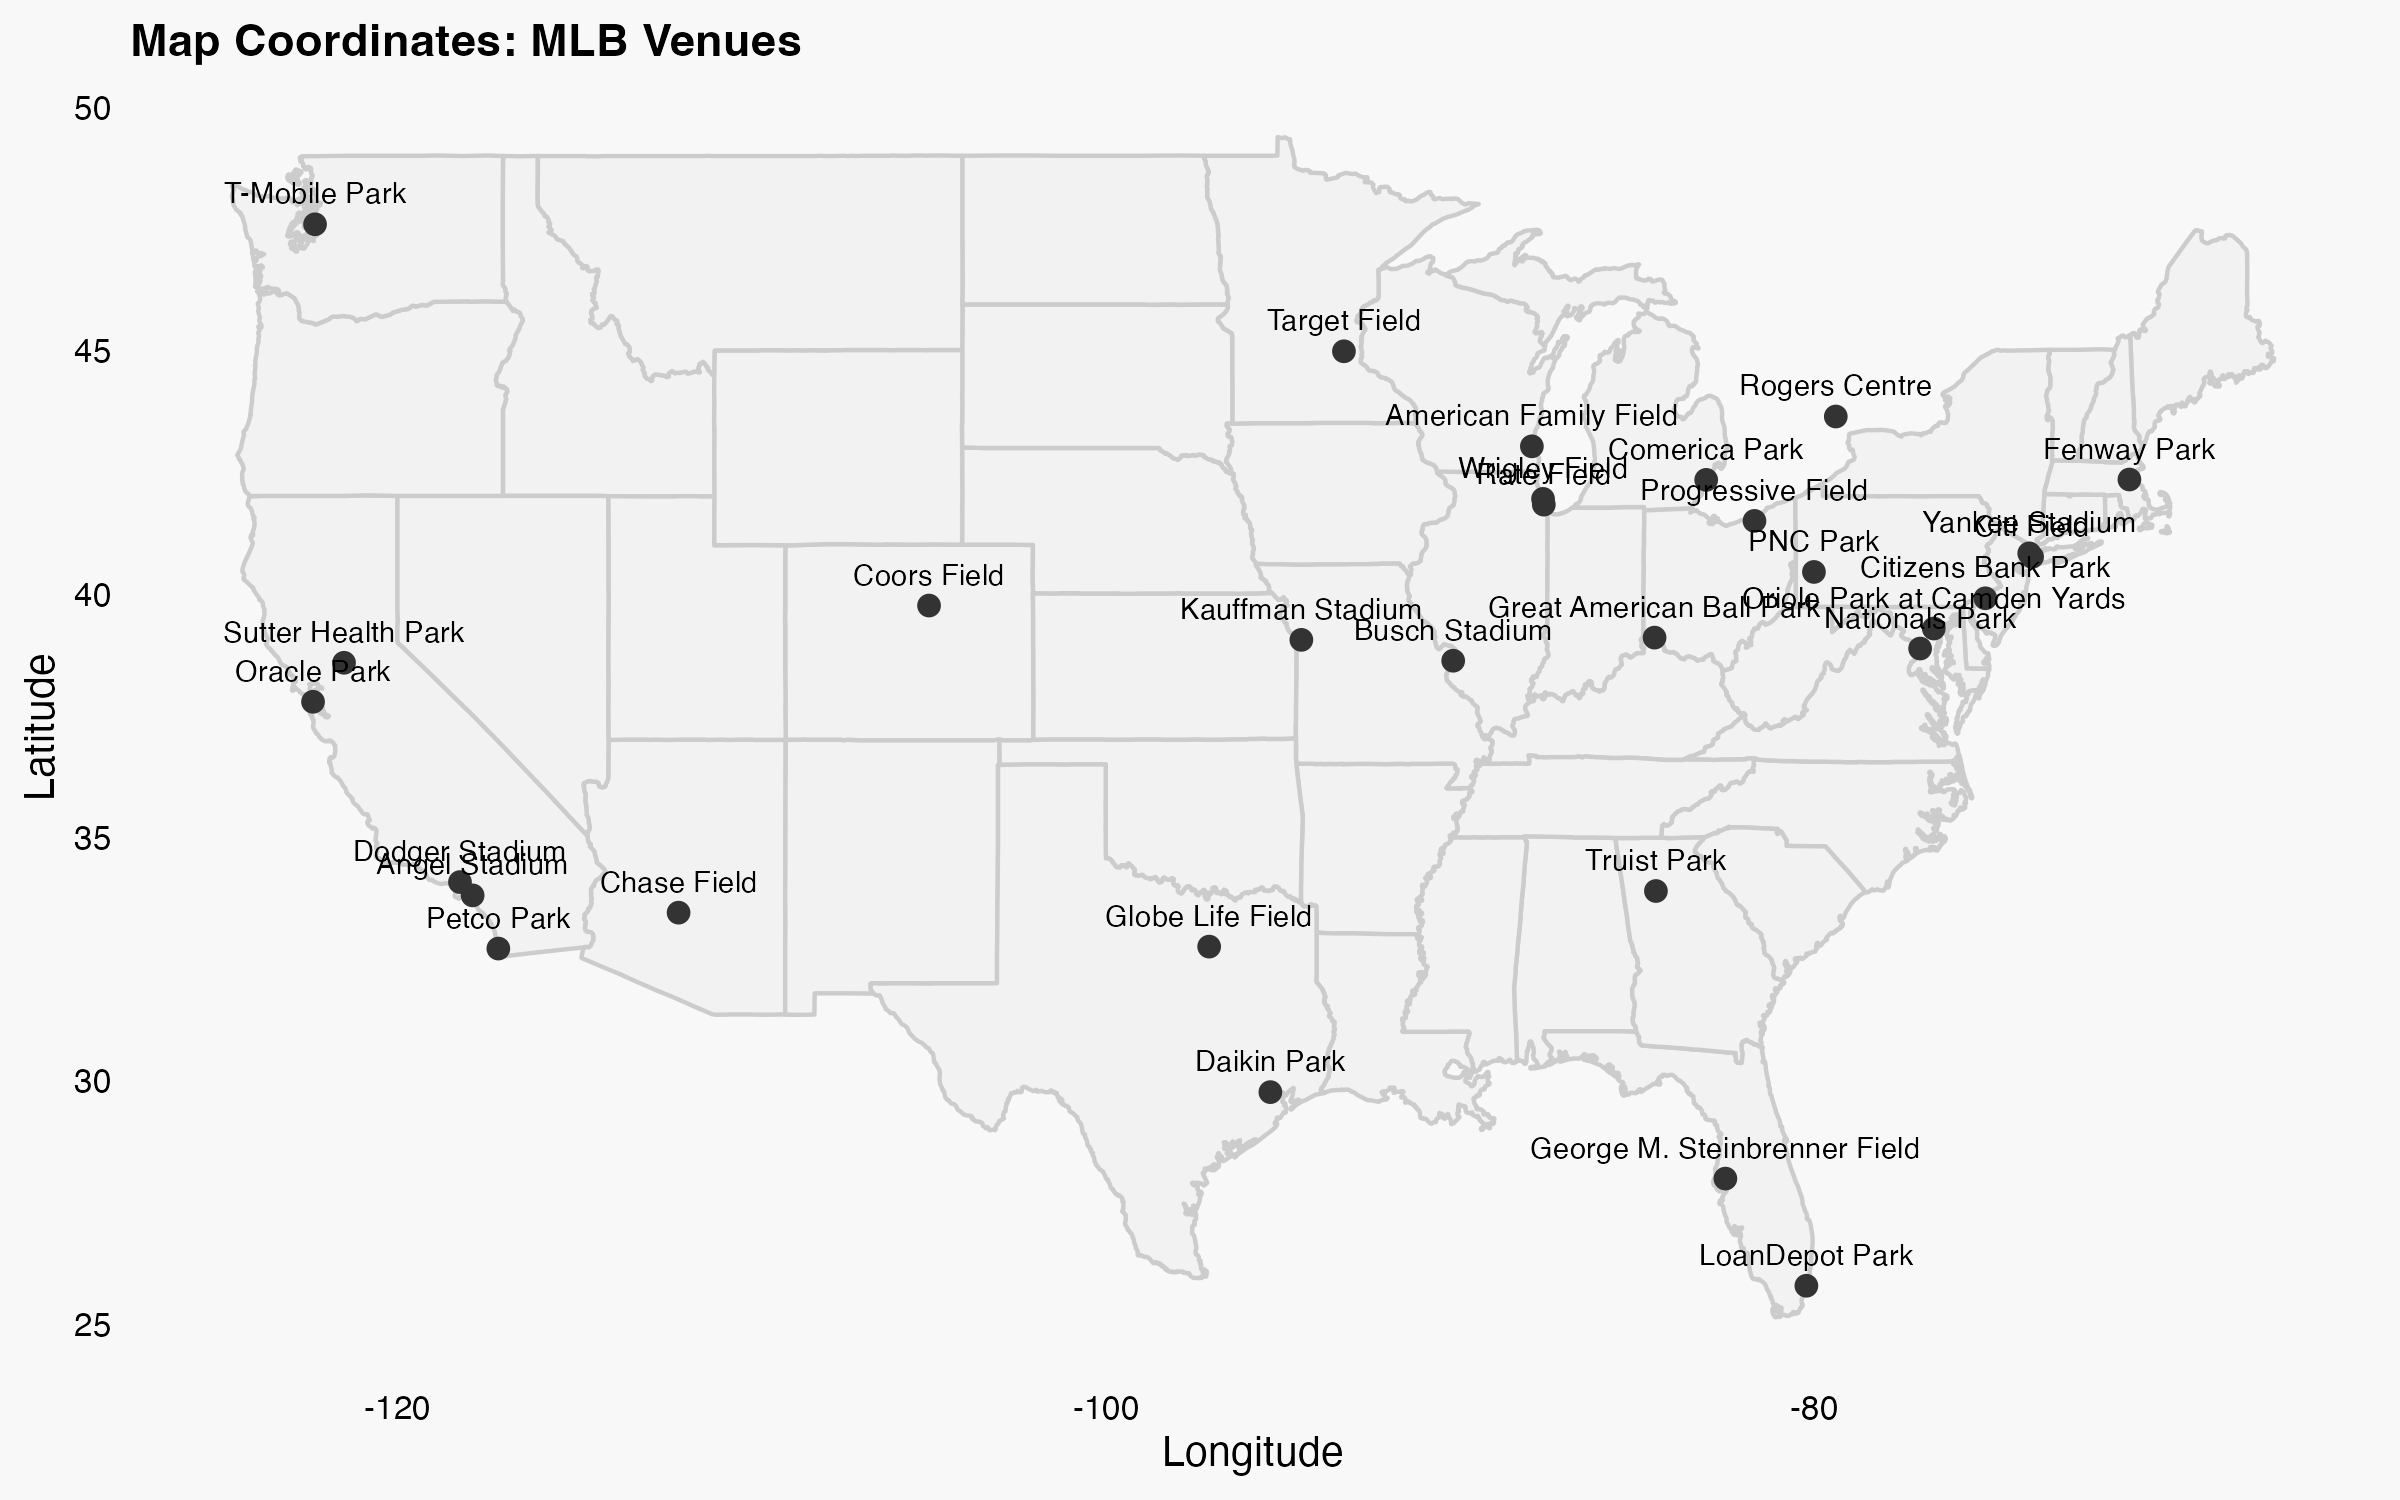 Map Coordinates: MLB Venues
50
45
40
35
30
25
Latitude
T-Mobile Park
Target Field
Rogers Centre
American Family Field
Comerica Park
Fenway Park
Wrigley Field
Rate Field
Progressive Field
Yankee Stadium
Citi Field
PNC Park
Citizens Bank Park
Coors Field
Oriole Park at Camden Yards
Kauffman Stadium
Great American Ball Park
Nationals Park
Busch Stadium
Sutter Health Park
Oracle Park
Dodger Stadium
Angel Stadium
Truist Park
Chase Field
Petco Park
Globe Life Field
Daikin Park
George M. Steinbrenner Field
LoanDepot Park
-120
-100
-80
Longitude